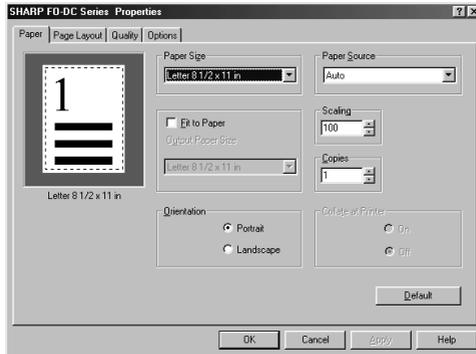 SHARP FO-DC Series Properties
Paper
Page Layout
Quality
Options
1
Letter 8 1/2 x 11 in
Paper Size
Letter 8 1/2 x 11 in
Paper Source
Auto
Fit to Paper
Output Paper Size
Letter 8 1/2 x 11 in
Scaling
100
Copies
1
Orientation
Portrait
Landscape
Collate at Printer
On
Off
Default
OK
Cancel
Apply
Help